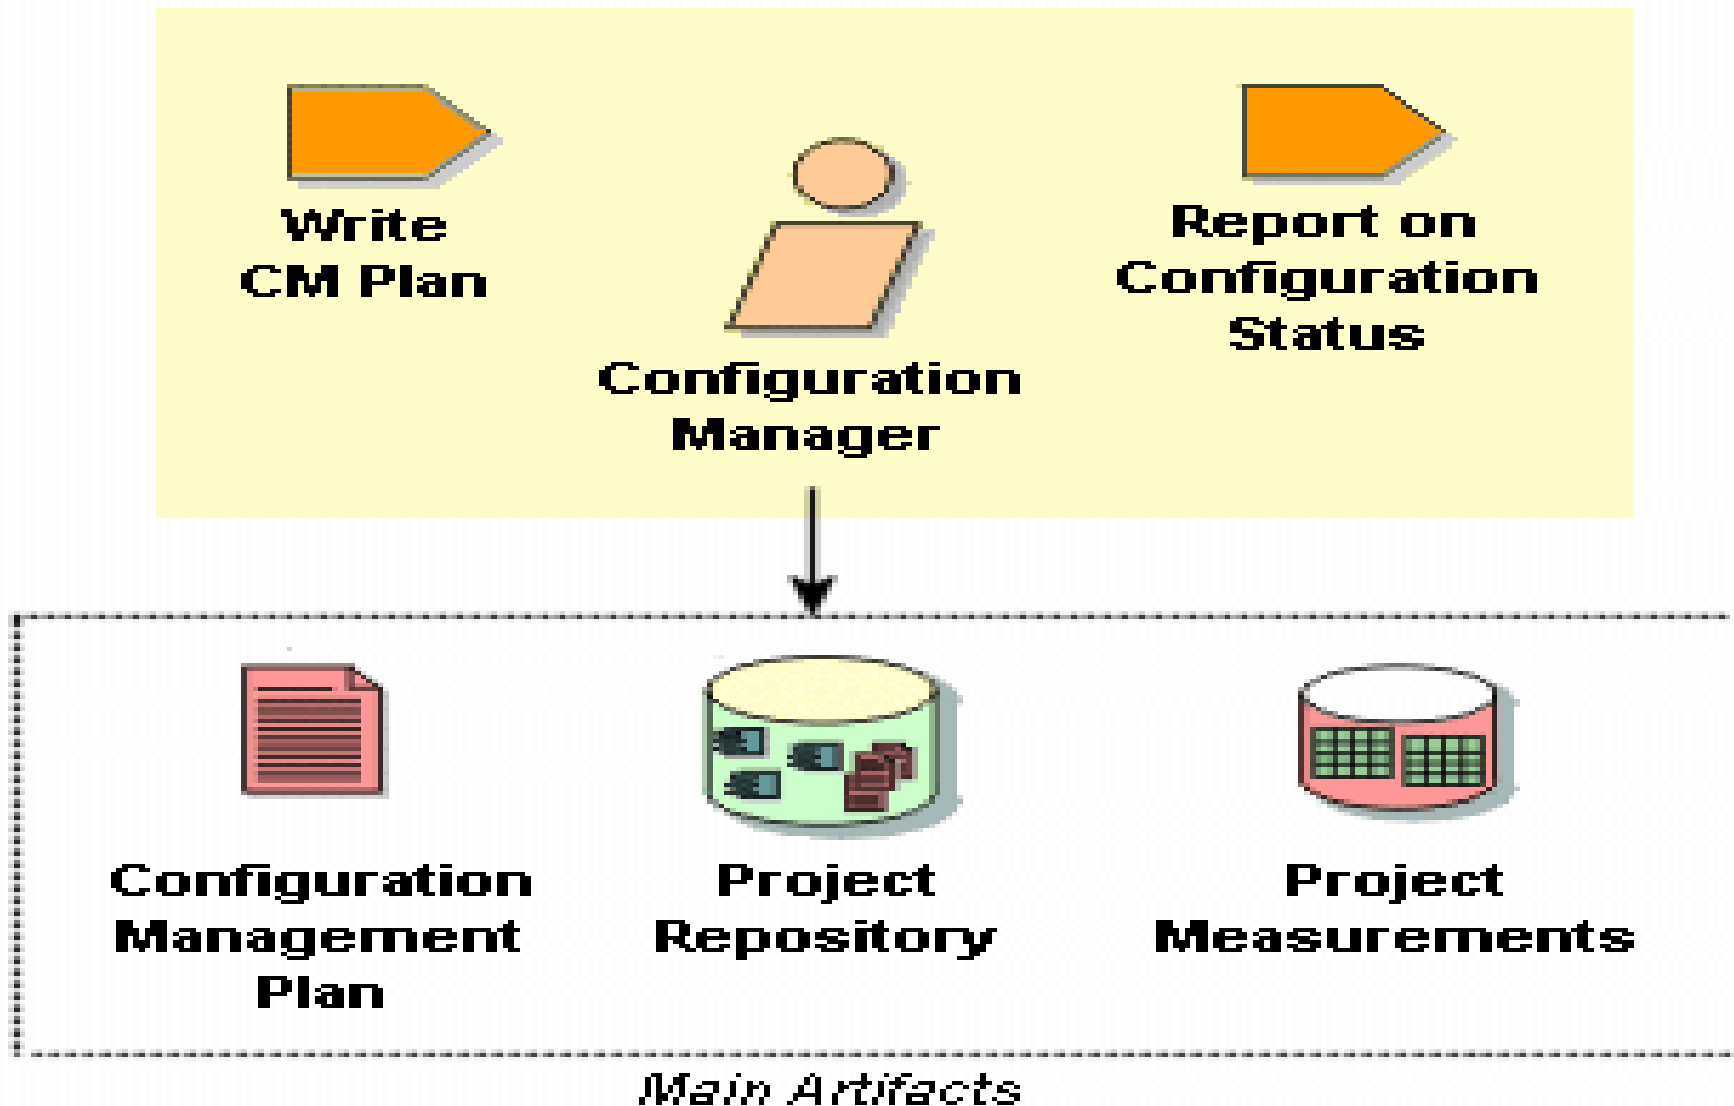 Write
CM Plan
Configuration
Manager
Report on
Configuration
Status
Configuration
Management
Plan
Project
Repository
Project
Measurements
Main Artifacts